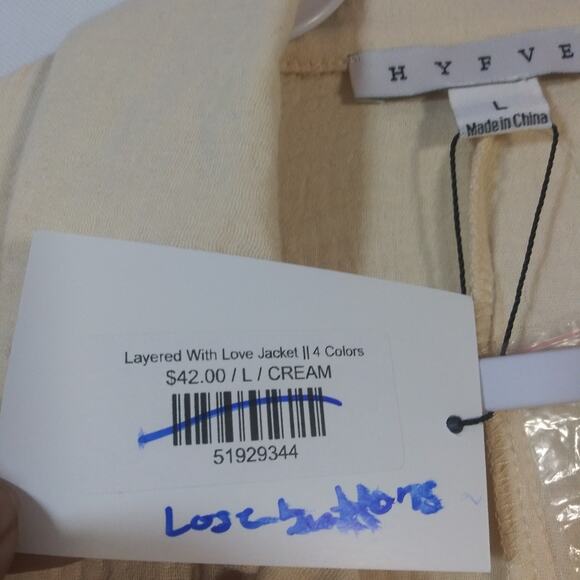 H Y F V E
L
Made in China
Layered With Love Jacket || 4 Colors
$42.00 / L / CREAM
51929344
Lose buttons